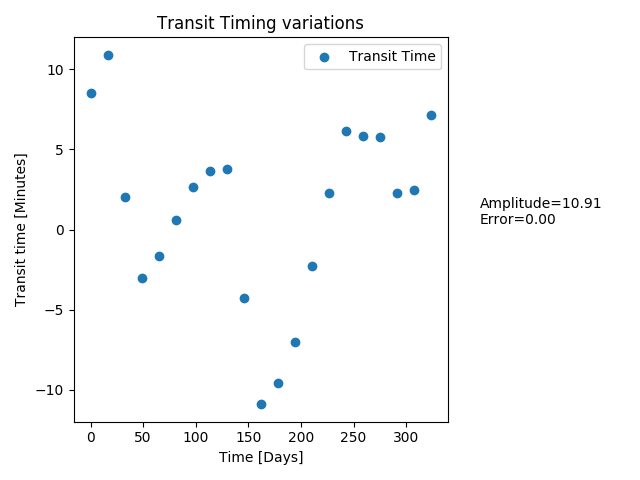 Transit Timing variations
Transit Time
Transit time [Minutes]
10
5
0
−5
−10
Amplitude=10.91
Error=0.00
0 50 100 150 200 250 300
Time [Days]